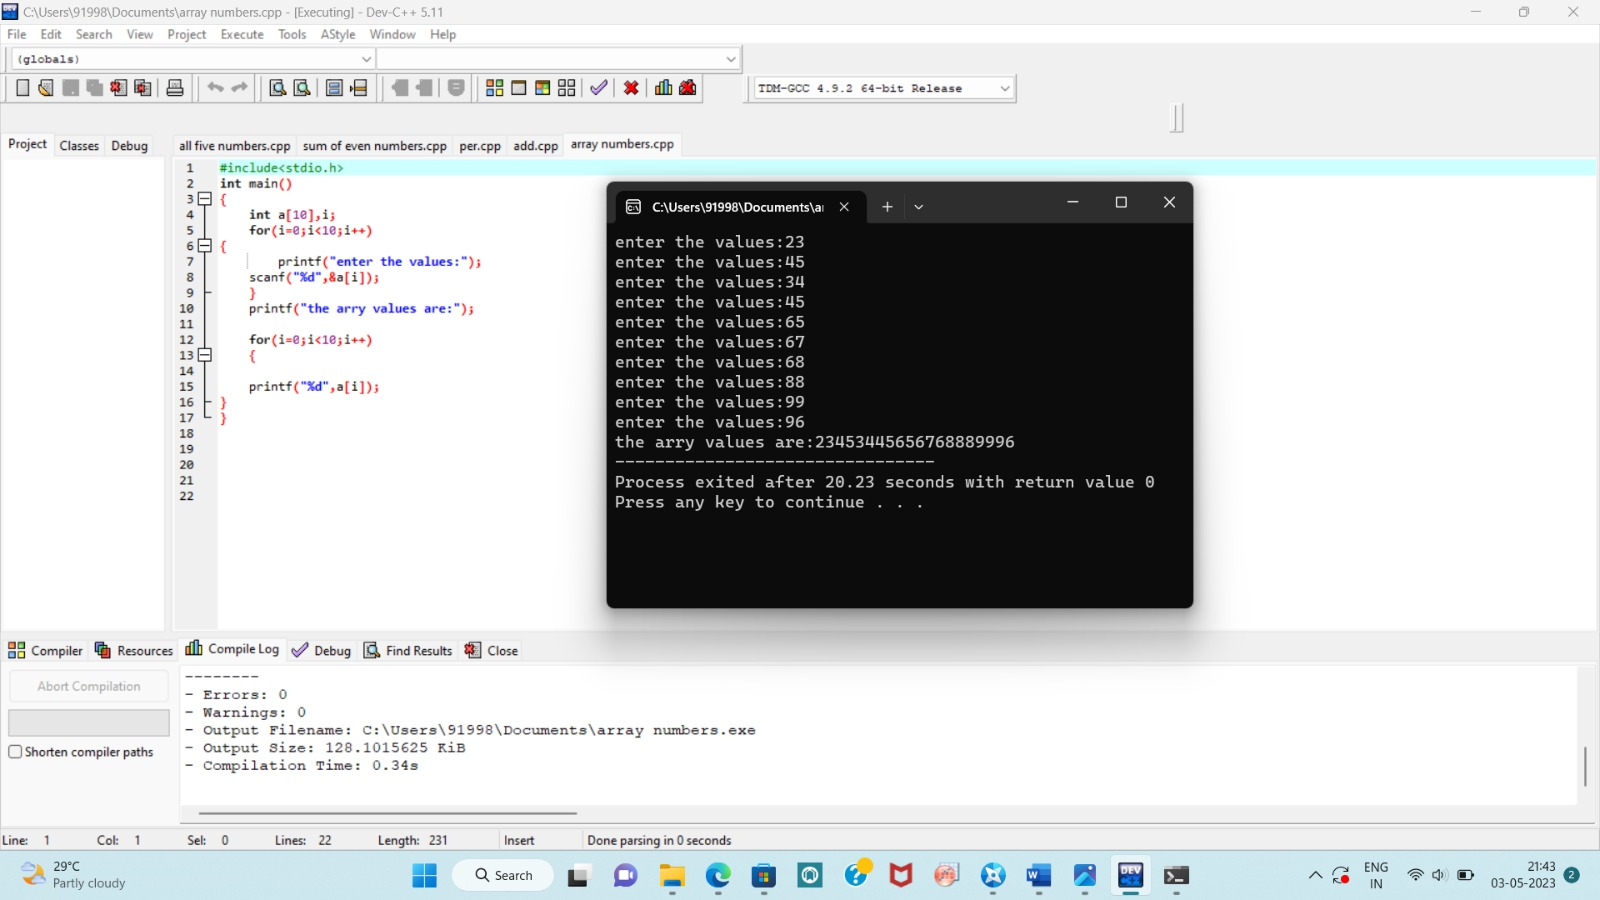 C:\Users\91998\Documents\array numbers.cpp - [Executing] - Dev-C++ 5.11
File Edit Search View Project Execute Tools AStyle Window Help
(globals)
TDM-GCC 4.9.2 64-bit Release
Project Classes Debug
all five numbers.cpp sum of even numbers.cpp per.cpp add.cpp array numbers.cpp
1 #include<stdio.h>
2 int main()
3 {
4 int a[10],i;
5 for(i=0;i<10;i++)
6 {
7 printf("enter the values:");
8 scanf("%d",&a[i]);
9 }
10 printf("the arry values are:");
11
12 for(i=0;i<10;i++)
13 {
14
15 printf("%d",a[i]);
16 }
17 }
18
19
20
21
22
C:\Users\91998\Documents\ar
enter the values:23
enter the values:45
enter the values:34
enter the values:45
enter the values:65
enter the values:67
enter the values:68
enter the values:88
enter the values:99
enter the values:96
the arry values are:23453445656768889996
--------------------------------
Process exited after 20.23 seconds with return value 0
Press any key to continue . . .
Compiler Resources Compile Log Debug Find Results Close
Abort Compilation
Shorten compiler paths
--------
- Errors: 0
- Warnings: 0
- Output Filename: C:\Users\91998\Documents\array numbers.exe
- Output Size: 128.1015625 KiB
- Compilation Time: 0.34s
Line: 1 Col: 1 Sel: 0 Lines: 22 Length: 231 Insert Done parsing in 0 seconds
29°C
Partly cloudy
Search
DEV
ENG
IN
21:43
03-05-2023
2